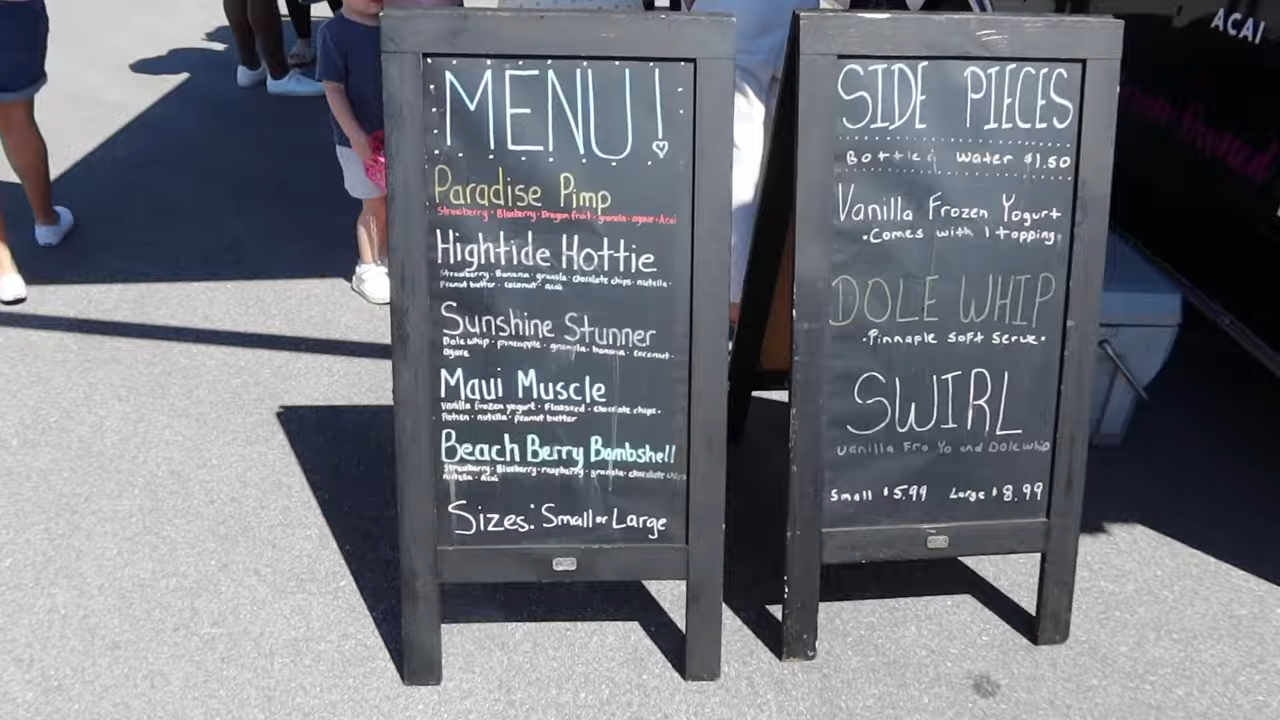 MENU!
Paradise Pimp
Strawberry · Blueberry · Dragon fruit · granola · agave · Acai
Hightide Hottie
Strawberry · Banana · granola · chocolate chips · nutella ·
Peanut butter · coconut · acai
Sunshine Stunner
Dole whip · pineapple · granola · banana · coconut ·
Agave
Maui Muscle
Vanilla frozen yogurt · Flaxseed · chocolate chips ·
nutella · peanut butter
Beach Berry Bombshell
Strawberry · Blueberry · raspberry · granola · chocolate chips
nutella · Acai
Sizes: Small or Large
SIDE PIECES
Bottled Water $1.50
Vanilla Frozen Yogurt
· Comes with 1 topping ·
DOLE WHIP
· Pinnaple soft serve ·
SWIRL
Vanilla Fro Yo and Dole whip
Small $5.99 Large $8.99
ACAI